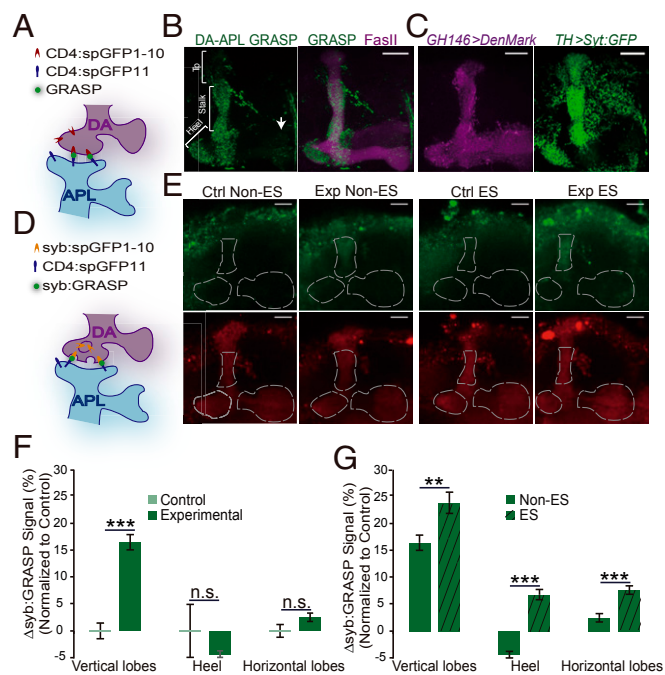 A
CD4:spGFP1-10
CD4:spGFP11
GRASP
DA
APL
B
DA-APL GRASP
GRASP FasII
Tip
Stalk
Heel
C
GH146>DenMark
TH>Syt:GFP
D
syb:spGFP1-10
CD4:spGFP11
syb:GRASP
DA
APL
E
Ctrl Non-ES Exp Non-ES Ctrl ES Exp ES
F
Δsyb:GRASP Signal (%)
(Normalized to Control)
30
25
20
15
10
5
0
-5
Control
Experimental
***
n.s.
n.s.
Vertical lobes Heel Horizontal lobes
G
Δsyb:GRASP Signal (%)
(Normalized to Control)
30
25
20
15
10
5
0
-5
Non-ES
ES
**
***
***
Vertical lobes Heel Horizontal lobes